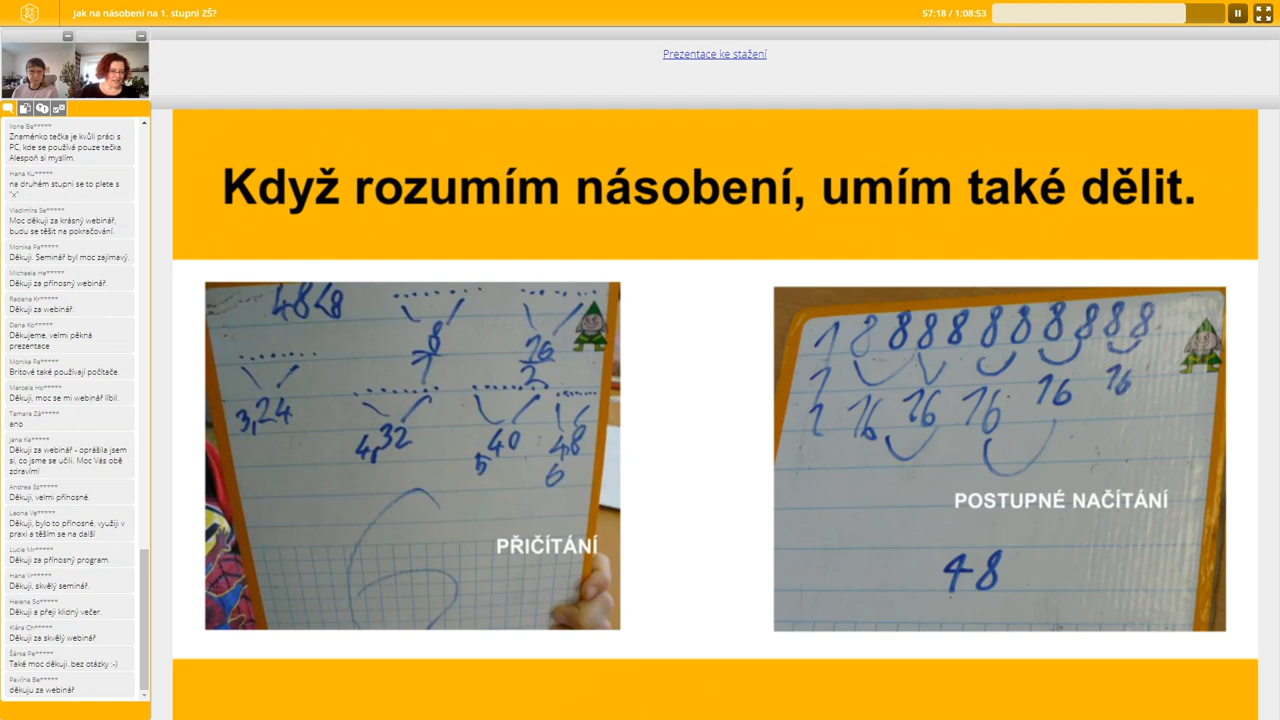 SYPO
Jak na násobení na 1. stupni ZŠ?
57:18 / 1:08:53
Prezentace ke stažení
Ilona Ba*****
Znaménko tečka je kvůli práci s
PC, kde se používá pouze tečka.
Alespoň si myslím.
Hana Ku*****
na druhém stupni se to plete s
"x"
Vladimíra Se*****
Moc děkuji za krásný webinář,
budu se těšit na pokračování.
Monika Pa*****
Děkuji. Seminář byl moc zajímavý.
Michaela He*****
Děkuji za přínosný webinář.
Radana Kr*****
Děkuji za webinář.
Dana Kol*****
Děkujeme, velmi pěkná
prezentace
Monika Pa*****
Britové také používají počítače.
Marcela Ho*****
Děkuji, moc se mi webinář líbil.
Tamara Zá*****
ano
Jana Ka*****
Děkuji za webinář - oprášila jsem
si, co jsme se učili. Moc Vás obě
zdravím!
Andrea Sz*****
Děkuji, velmi přínosné.
Leona Ve*****
Děkuji, bylo to přínosné, využiji v
praxi a těším se na další
Lucie Mr*****
Děkuji za přínosný program.
Hana Vr*****
Děkuji, skvělý seminář.
Helena So*****
Děkuji a přeji klidný večer.
Klára Ch*****
Děkuji za skvělý webinář
Šárka Pe*****
Také moc děkuji..bez otázky :-)
Pavlína Be*****
děkuju za webinář
Když rozumím násobení, umím také dělit.
8
1
16
2
3,24
4,32
5 40
48
6
PŘIČÍTÁNÍ
8 8 8 8 8 8 8 8 8 8
16 16 16 16 16
POSTUPNÉ NAČÍTÁNÍ
48